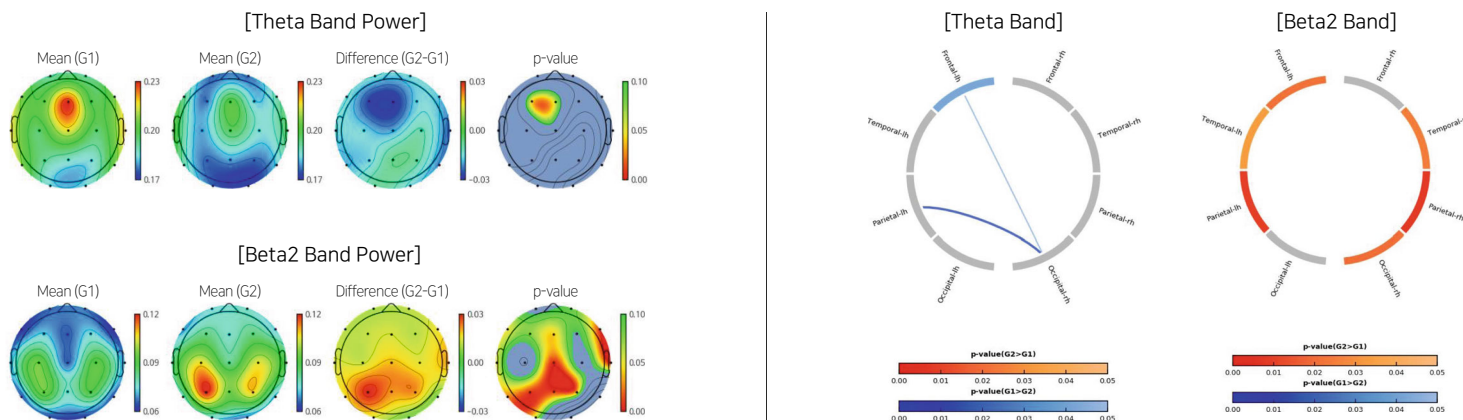 [Theta Band Power]
Mean (G1)
Mean (G2)
Difference (G2-G1)
p-value
0.23
0.20
0.17
0.23
0.20
0.17
0.03
0.00
-0.03
0.10
0.05
0.00
[Beta2 Band Power]
Mean (G1)
Mean (G2)
Difference (G2-G1)
p-value
0.12
0.09
0.06
0.12
0.09
0.06
0.03
0.00
-0.03
0.10
0.05
0.00
[Theta Band]
Frontal-lh
Frontal-rh
Temporal-lh
Temporal-rh
Parietal-lh
Parietal-rh
Occipital-lh
Occipital-rh
p-value(G2>G1)
0.00 0.01 0.02 0.03 0.04 0.05
p-value(G1>G2)
0.00 0.01 0.02 0.03 0.04 0.05
[Beta2 Band]
Frontal-lh
Frontal-rh
Temporal-lh
Parietal-lh
Parietal-rh
Occipital-lh
Occipital-rh
p-value(G2>G1)
0.00 0.01 0.02 0.03 0.04 0.05
p-value(G1>G2)
0.00 0.01 0.02 0.03 0.04 0.05